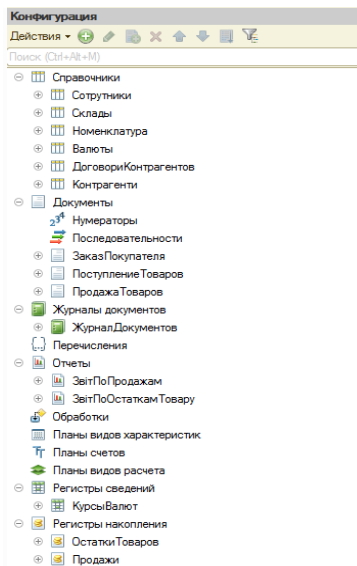 Конфигурация
Действия
Поиск (Ctrl+Alt+M)
Справочники
Сотрутники
Склады
Номенклатура
Валюты
ДоговориКонтрагентов
Контрагенти
Документы
Нумераторы
Последовательности
ЗаказПокупателя
ПоступлениеТоваров
ПродажаТоваров
Журналы документов
ЖурналДокументов
Перечисления
Отчеты
ЗвітПоПродажам
ЗвітПоОстаткамТовару
Обработки
Планы видов характеристик
Планы счетов
Планы видов расчета
Регистры сведений
КурсыВалют
Регистры накопления
ОстаткиТоваров
Продажи